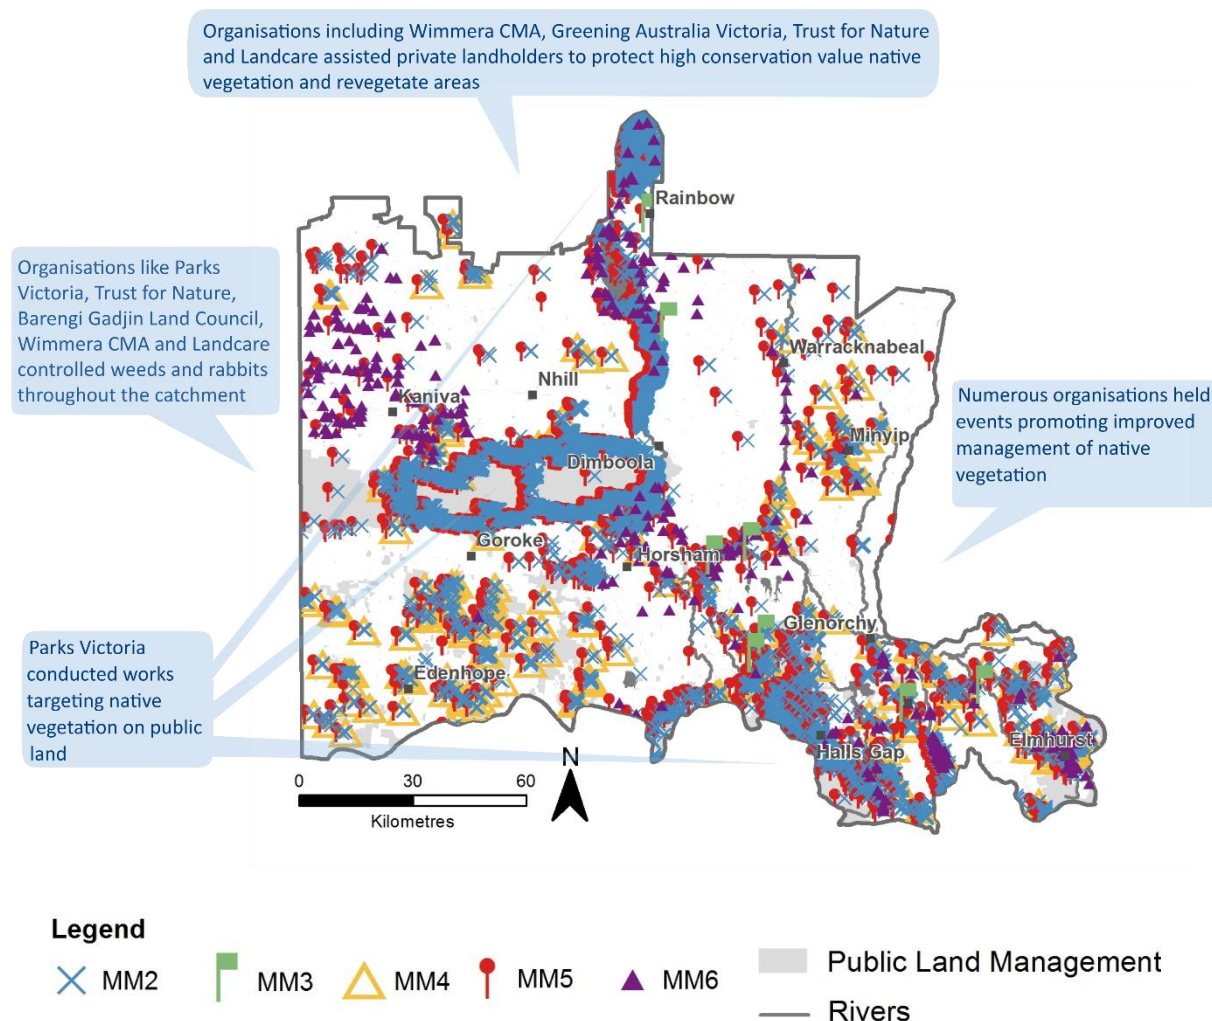 Organisations including Wimmera CMA, Greening Australia Victoria, Trust for Nature
and Landcare assisted private landholders to protect high conservation value native
vegetation and revegetate areas
Rainbow
Organisations like Parks
Victoria, Trust for Nature,
Barengi Gadjin Land Council,
Wimmera CMA and Landcare
controlled weeds and rabbits
throughout the catchment
Warracknabeal
Nhill
Kaniva
Numerous organisations held
events promoting improved
management of native
vegetation
Minyip
Dimboola
Goroke
Horsham
Glenorchy
Parks Victoria
conducted works
targeting native
vegetation on public
land
Edenhope
Halls Gap
Elmhurst
N
0 30 60
Kilometres
Legend
MM2 MM3 MM4 MM5 MM6 Public Land Management
Rivers